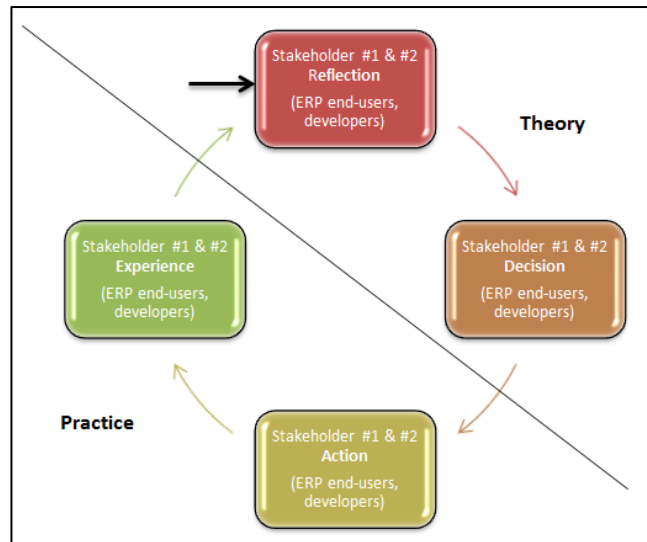 Stakeholder #1 & #2
Reflection
(ERP end-users,
developers)
Theory
Stakeholder #1 & #2
Experience
(ERP end-users,
developers)
Stakeholder #1 & #2
Decision
(ERP end-users,
developers)
Practice
Stakeholder #1 & #2
Action
(ERP end-users,
developers)